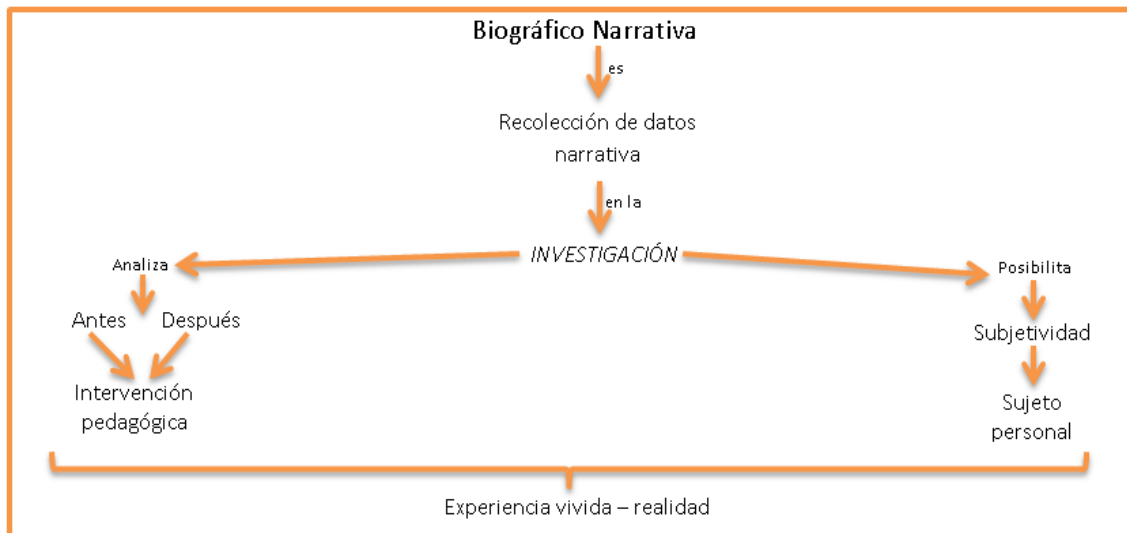 Biográfico Narrativa
es
Recolección de datos
narrativa
en la
INVESTIGACIÓN
Analiza
Antes Después
Intervención
pedagógica
Posibilita
Subjetividad
Sujeto
personal
Experiencia vivida – realidad